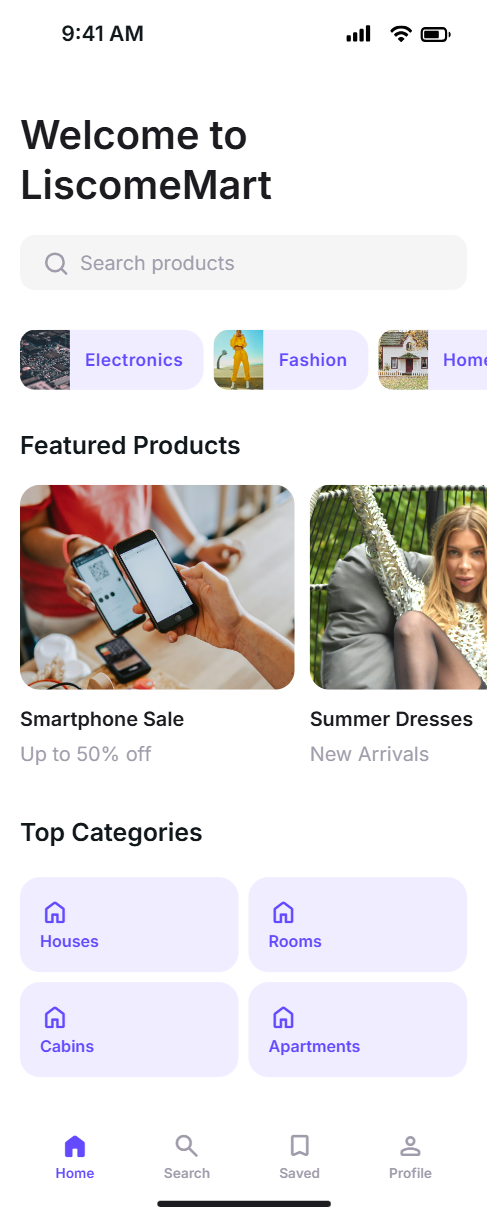 9:41 AM
Welcome to
LiscomeMart
Search products
Electronics
Fashion
Home
Featured Products
Smartphone Sale
Summer Dresses
Up to 50% off
New Arrivals
Top Categories
Houses
Rooms
Cabins
Apartments
Home
Search
Saved
Profile